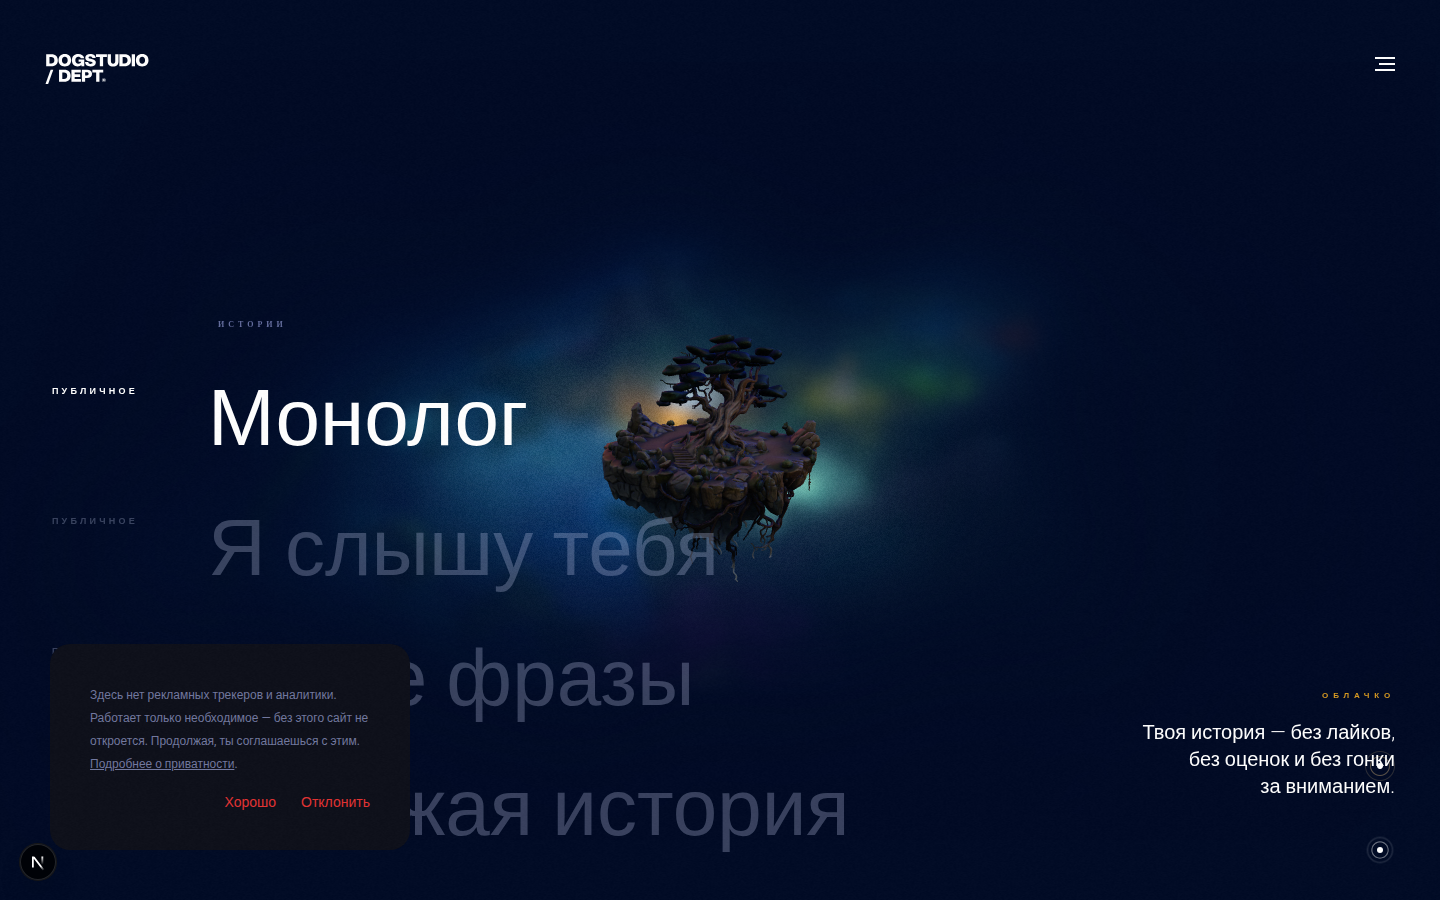 DOGSTUDIO
/ DEPT.
ИСТОРИИ
ПУБЛИЧНОЕ
Монолог
ПУБЛИЧНОЕ
Я слышу тебя
фразы
история
Здесь нет рекламных трекеров и аналитики.
Работает только необходимое — без этого сайт не
откроется. Продолжая, ты соглашаешься с этим.
Подробнее о приватности.
Хорошо Отклонить
ОБЛАЧКО
Твоя история — без лайков,
без оценок и без гонки
за вниманием.
N